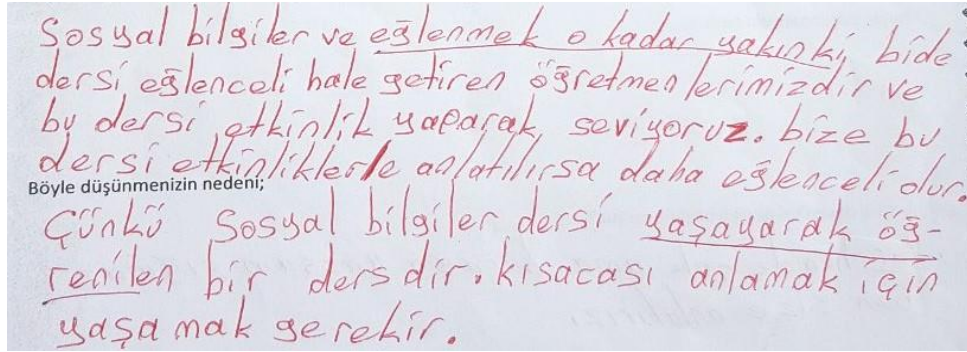 Sosyal bilgiler ve eğlenmek o kadar yakınki, bide
dersi eğlenceli hale getiren öğretmenlerimizdir ve
bu dersi etkinlik yaparak seviyoruz. bize bu
dersi etkinliklerle anlatılırsa daha eğlenceli olur.
Böyle düşünmenizin nedeni;
Çünkü Sosyal bilgiler dersi yaşayarak öğ-
renilen bir dersdir. kısacası anlamak için
yaşamak gerekir.